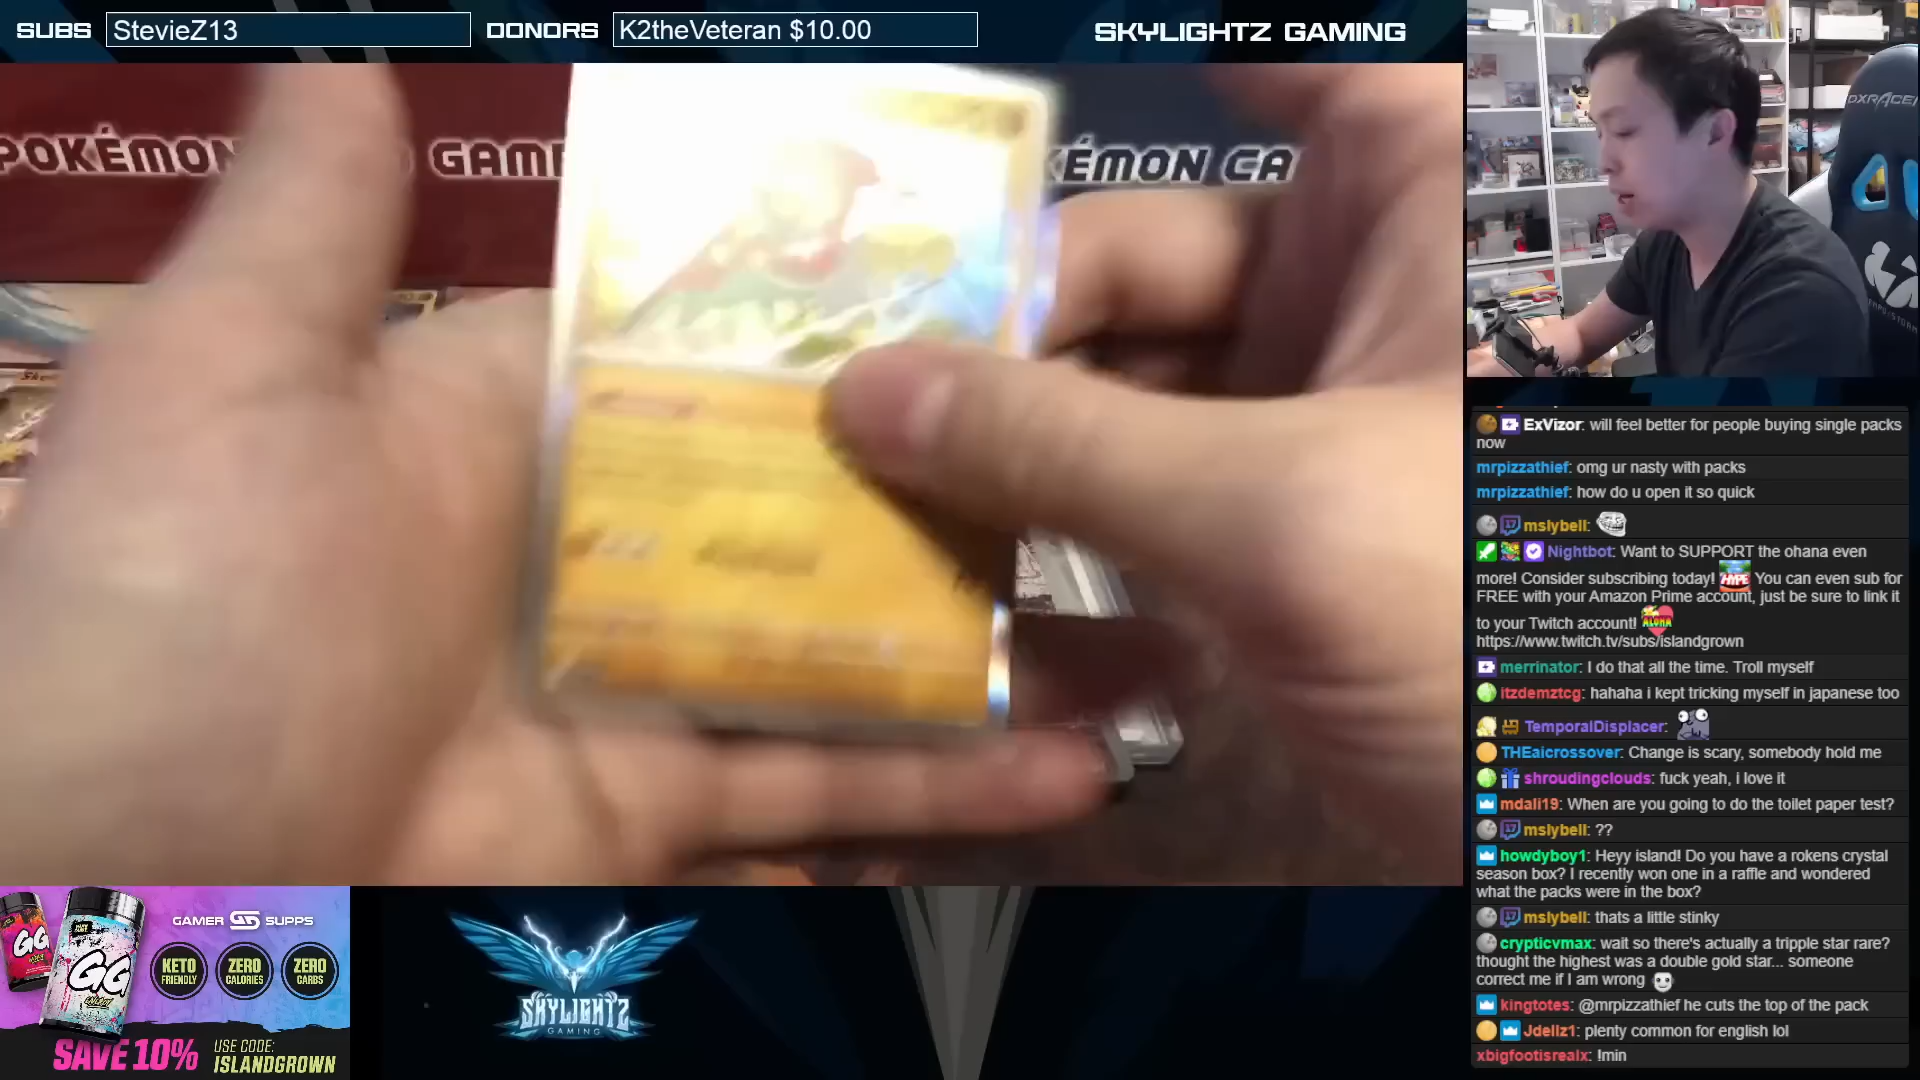 SUBS StevieZ13 DONORS K2theVeteran $10.00 SKYLIGHTZ GAMING
POKÉMON GAM KÉMON CA
DXRACE
ExVizor: will feel better for people buying single packs
now
mrpizzathief: omg ur nasty with packs
mrpizzathief: how do u open it so quick
mslybell:
Nightbot: Want to SUPPORT the ohana even
more! Consider subscribing today! HYPE You can even sub for
FREE with your Amazon Prime account, just be sure to link it
to your Twitch account! ALOHA
https://www.twitch.tv/subs/islandgrown
merrinator: I do that all the time. Troll myself
itzdemztcg: hahaha i kept tricking myself in japanese too
TemporalDisplacer:
THEaicrossover: Change is scary, somebody hold me
shroudingclouds: fuck yeah, i love it
mdali19: When are you going to do the toilet paper test?
mslybell: ??
howdyboy1: Heyy island! Do you have a rokens crystal
season box? I recently won one in a raffle and wondered
what the packs were in the box?
mslybell: thats a little stinky
crypticvmax: wait so there's actually a tripple star rare?
thought the highest was a double gold star... someone
correct me if I am wrong
kingtotes: @mrpizzathief he cuts the top of the pack
Jdellz1: plenty common for english lol
xbigfootisrealx: !min
GAMER GG SUPPS
GG
GG
ENERGY
KETO
FRIENDLY
ZERO
CALORIES
ZERO
CARBS
SAVE 10%
USE CODE:
ISLANDGROWN
SKYLIGHTZ
GAMING